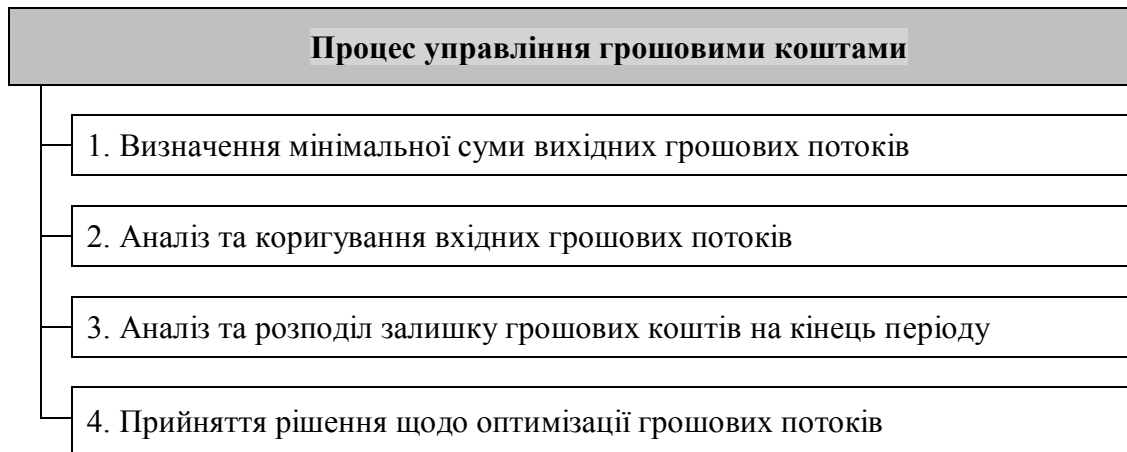 Процес управління грошовими коштами
1. Визначення мінімальної суми вихідних грошових потоків
2. Аналіз та коригування вхідних грошових потоків
3. Аналіз та розподіл залишку грошових коштів на кінець періоду
4. Прийняття рішення щодо оптимізації грошових потоків